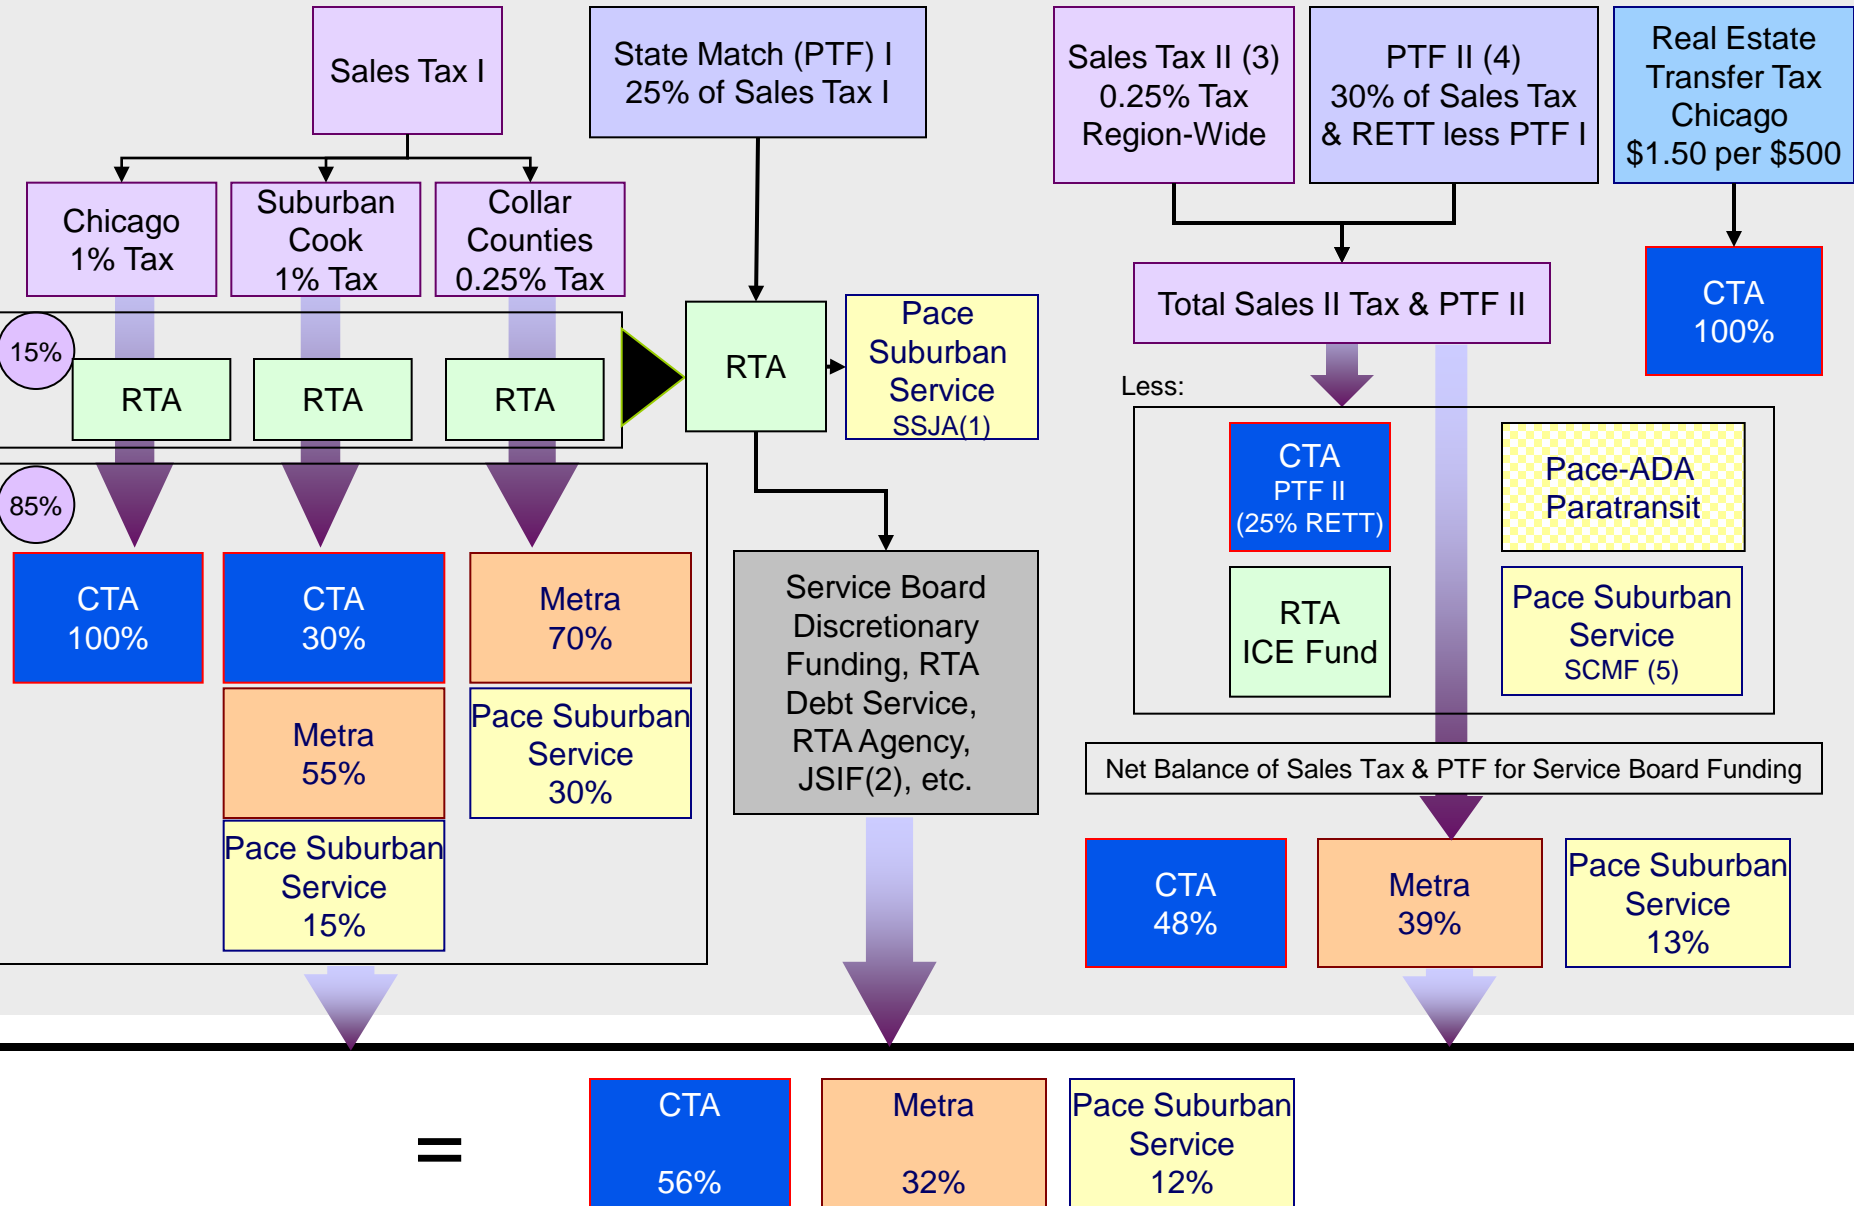 Sales Tax I
State Match (PTF) I
25% of Sales Tax I
Sales Tax II (3)
0.25% Tax
Region-Wide
PTF II (4)
30% of Sales Tax
& RETT less PTF I
Real Estate
Transfer Tax
Chicago
$1.50 per $500
Chicago
1% Tax
Suburban
Cook
1% Tax
Collar
Counties
0.25% Tax
15%
RTA
RTA
RTA
RTA
Pace
Suburban
Service
SSJA(1)
Total Sales II Tax & PTF II
CTA
100%
Less:
85%
CTA
100%
CTA
30%
Metra
70%
Metra
55%
Pace Suburban
Service
30%
Pace Suburban
Service
15%
Service Board
Discretionary
Funding, RTA
Debt Service,
RTA Agency,
JSIF(2), etc.
CTA
PTF II
(25% RETT)
Pace-ADA
Paratransit
RTA
ICE Fund
Pace Suburban
Service
SCMF (5)
Net Balance of Sales Tax & PTF for Service Board Funding
CTA
48%
Metra
39%
Pace Suburban
Service
13%
=
CTA
56%
Metra
32%
Pace Suburban
Service
12%